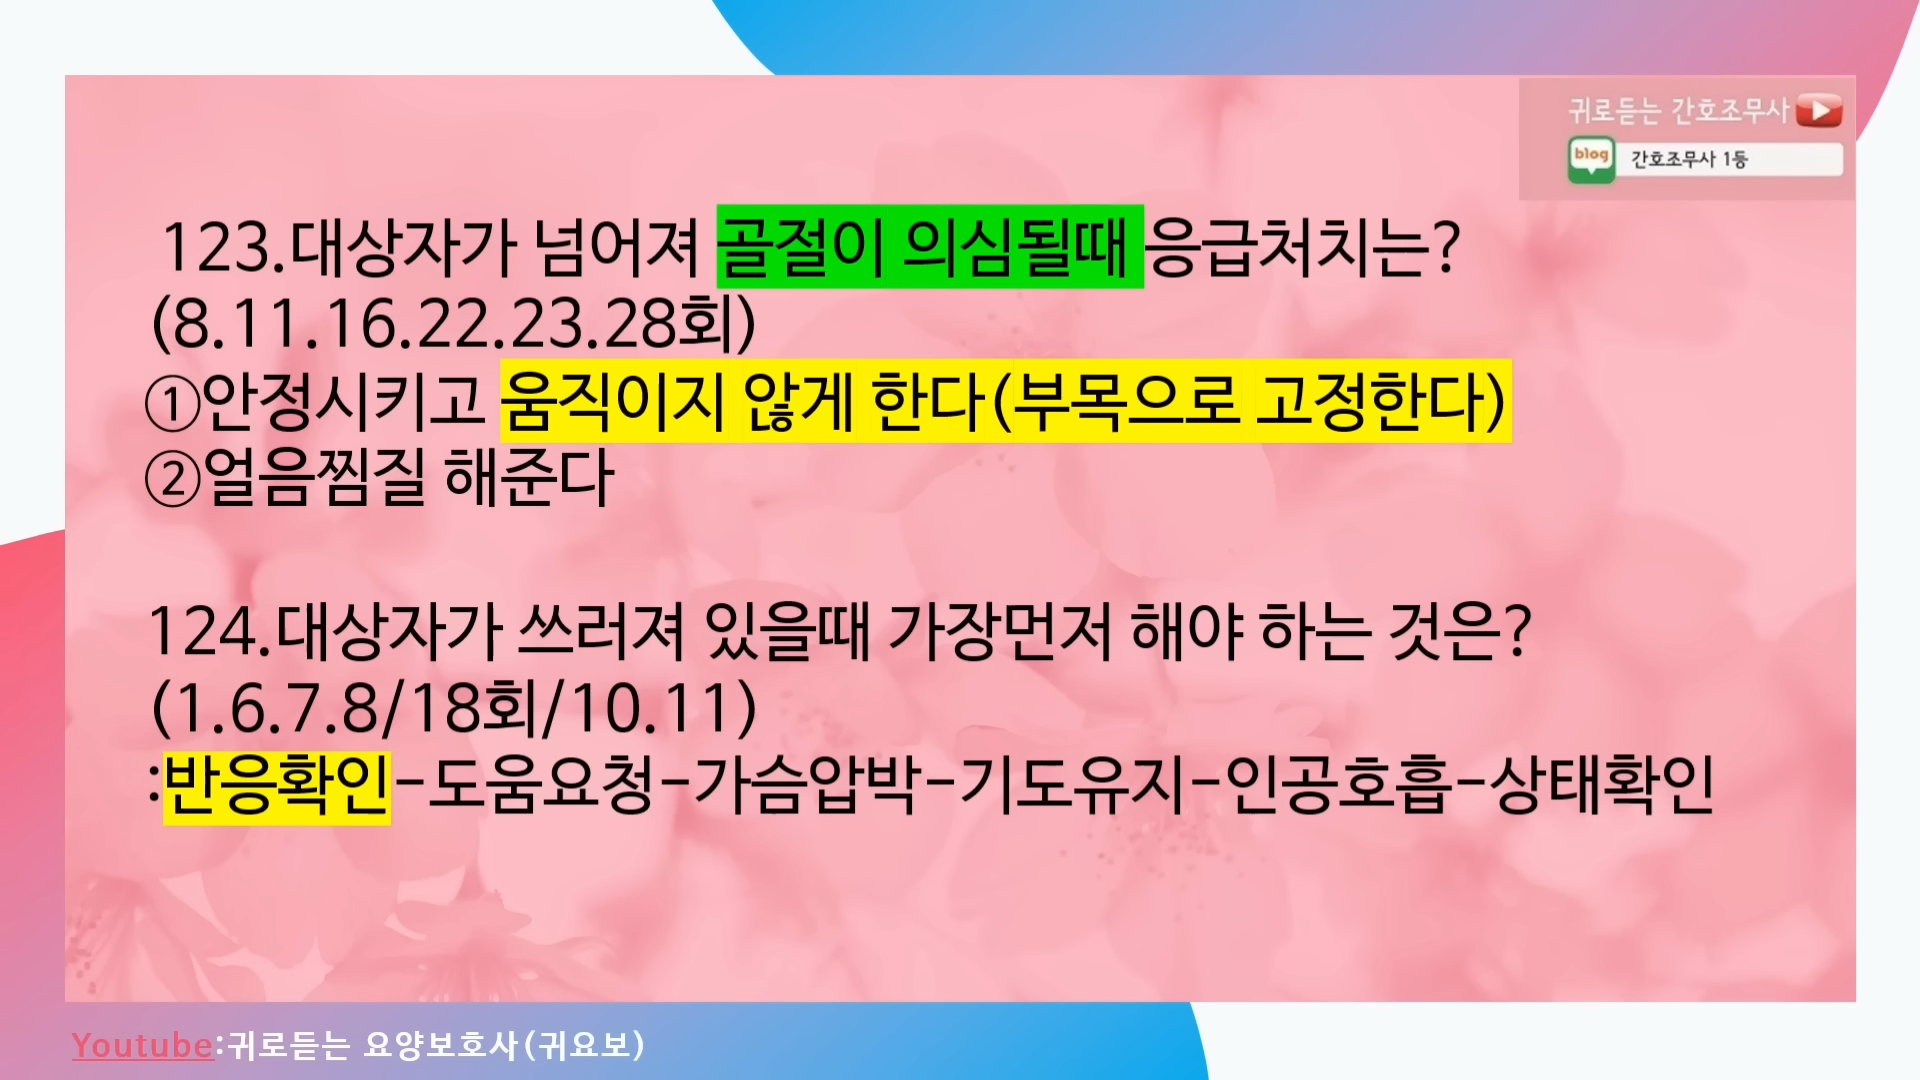 귀로듣는 간호조무사
blog 간호조무사 1등
123.대상자가 넘어져 골절이 의심될때 응급처치는?
(8.11.16.22.23.28회)
①안정시키고 움직이지 않게 한다(부목으로 고정한다)
②얼음찜질 해준다
124.대상자가 쓰러져 있을때 가장먼저 해야 하는 것은?
(1.6.7.8/18회/10.11)
:반응확인-도움요청-가슴압박-기도유지-인공호흡-상태확인
Youtube:귀로듣는 요양보호사(귀요보)